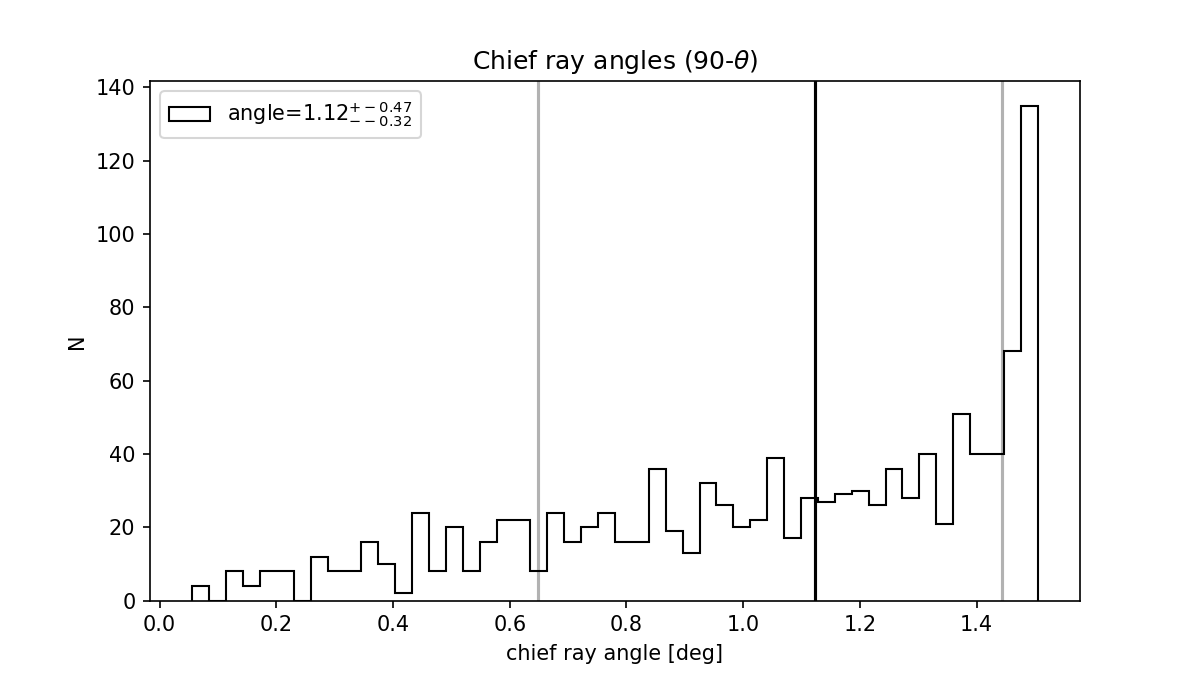 Chief ray angles (90-θ)
angle=1.12+−0.47−−0.32
140
120
100
80
60
40
20
0
N
0.0 0.2 0.4 0.6 0.8 1.0 1.2 1.4
chief ray angle [deg]